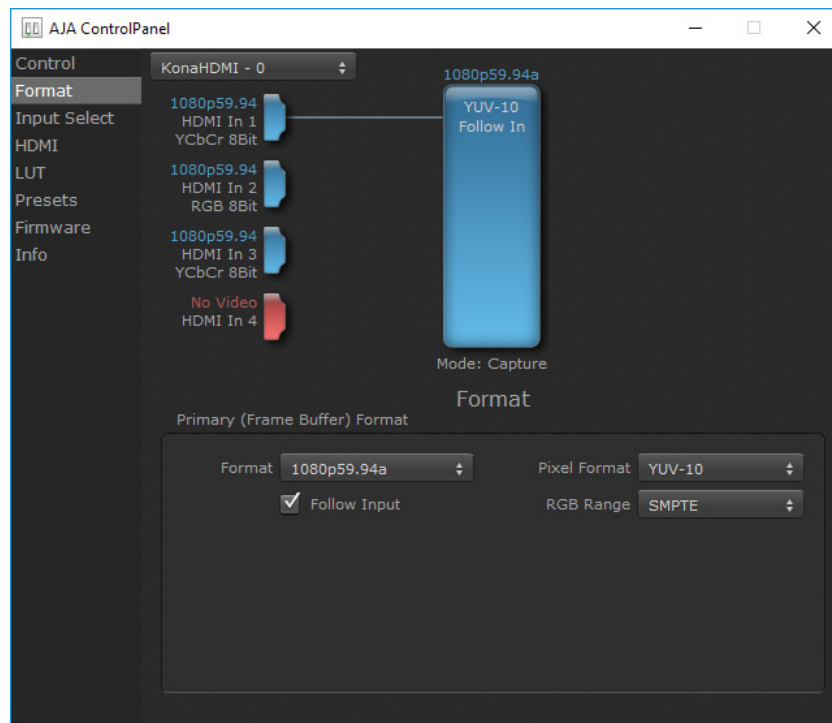 AJA ControlPanel
Control
Format
Input Select
HDMI
LUT
Presets
Firmware
Info
KonaHDMI - 0
1080p59.94
HDMI In 1
YCbCr 8Bit
1080p59.94
HDMI In 2
RGB 8Bit
1080p59.94
HDMI In 3
YCbCr 8Bit
No Video
HDMI In 4
1080p59.94a
YUV-10
Follow In
Mode: Capture
Format
Primary (Frame Buffer) Format
Format 1080p59.94a
Follow Input
Pixel Format YUV-10
RGB Range SMPTE